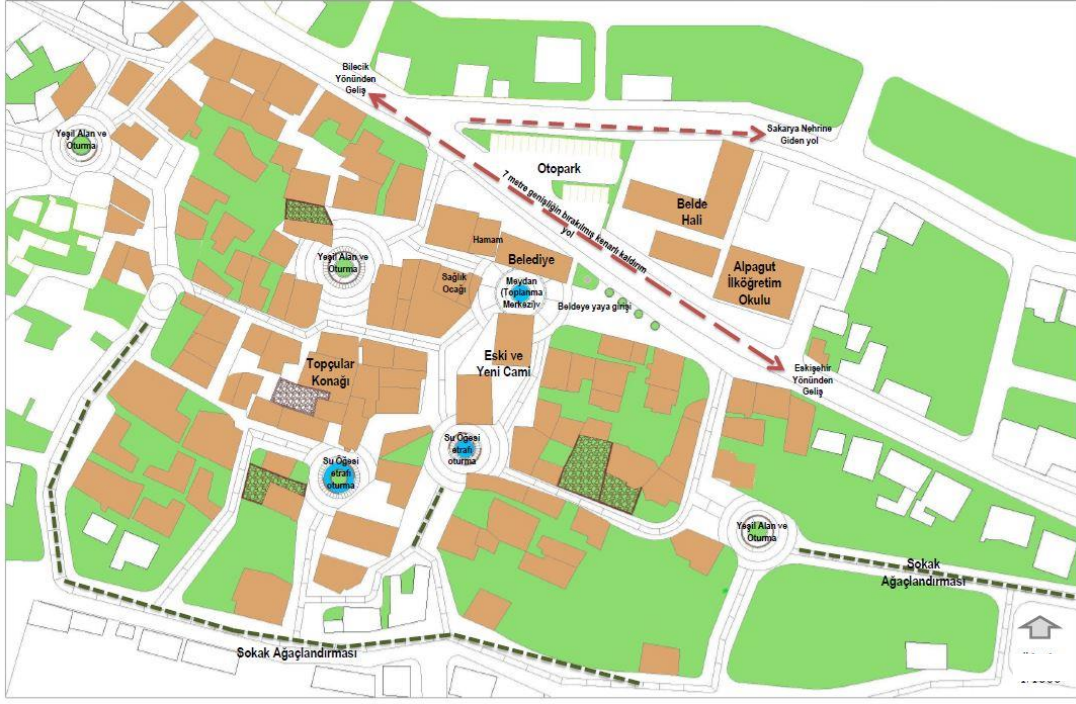 Bilecik
Yönünden
Geliş
Sakarya Nehrine
Giden yol
Yeşil Alan ve
Oturma
Otopark
7 metre genişliğin bırakılmış kenarlı kaldırım
yol
Belde
Hali
Hamam
Belediye
Yeşil Alan ve
Oturma
Sağlık
Ocağı
Meydan
(Toplanma
Merkezi)v
Alpagut
İlköğretim
Okulu
Beldeye yaya girişi
Topçular
Konağı
Eski ve
Yeni Cami
Eskişehir
Yönünden
Geliş
Su Öğesi
etrafı
oturma
Su Öğesi
etrafı
oturma
Yeşil Alan ve
Oturma
Sokak
Ağaçlandırması
Sokak Ağaçlandırması